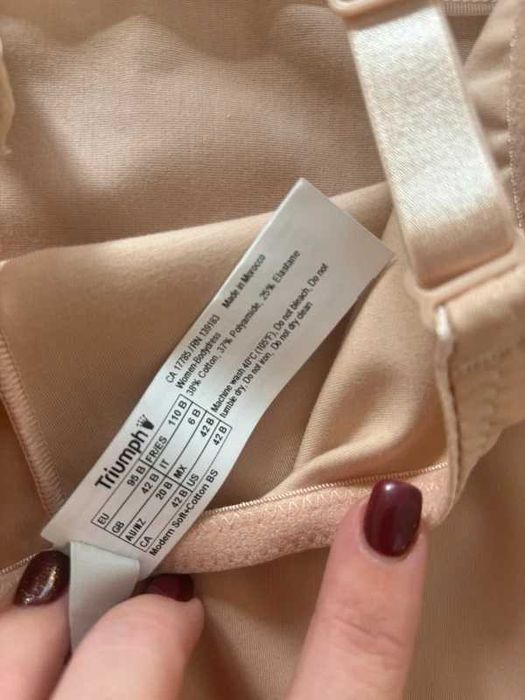 Triumph
EU 95 B FR/ES 110 B
GB 42 B IT 6 B
AU/NZ 20 B MX 42 B
CA 42 B US 42 B
Modern Soft+Cotton BS
CA 17785 / RN 139183 Made in Morocco
Women-Bodydress
38% Cotton, 37% Polyamide, 25% Elastane
Machine wash 40°C (105°F), Do not bleach, Do not
tumble dry, Do not iron, Do not dry clean